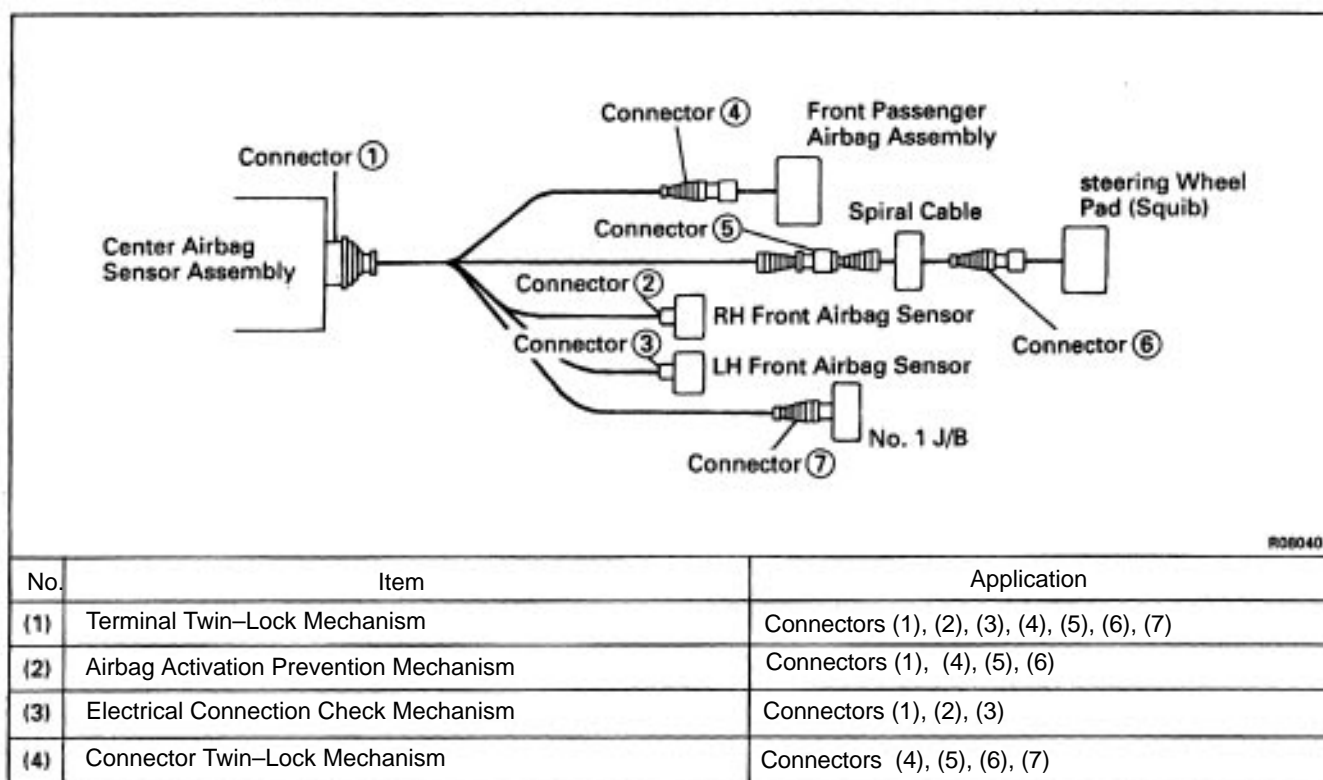 Connector ④
Front Passenger
Airbag Assembly
Connector ①
steering Wheel
Pad (Squib)
Spiral Cable
Connector ⑤
Center Airbag
Sensor Assembly
Connector ②
RH Front Airbag Sensor
Connector ③
Connector ⑥
LH Front Airbag Sensor
No. 1 J/B
Connector ⑦
R08040
No. Item Application
(1) Terminal Twin–Lock Mechanism Connectors (1), (2), (3), (4), (5), (6), (7)
(2) Airbag Activation Prevention Mechanism Connectors (1), (4), (5), (6)
(3) Electrical Connection Check Mechanism Connectors (1), (2), (3)
(4) Connector Twin–Lock Mechanism Connectors (4), (5), (6), (7)